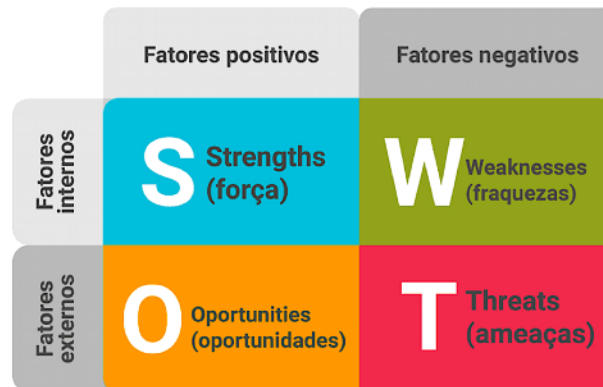 Fatores positivos
Fatores negativos
Fatores
internos
S
Strengths
(força)
W
Weaknesses
(fraquezas)
Fatores
externos
O
Oportunities
(oportunidades)
T
Threats
(ameaças)